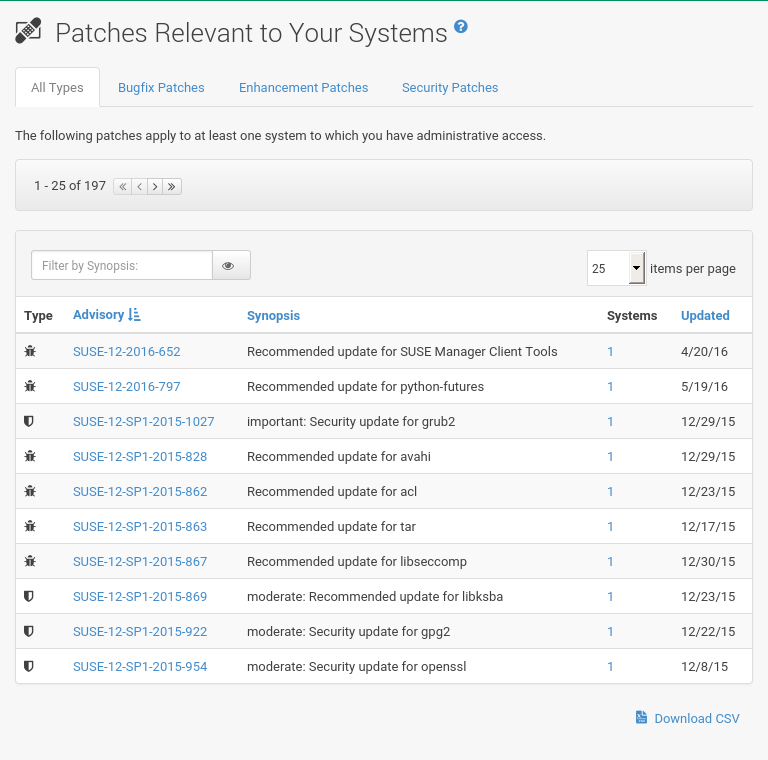 Patches Relevant to Your Systems ?
All Types Bugfix Patches Enhancement Patches Security Patches
The following patches apply to at least one system to which you have administrative access.
1 - 25 of 197
Filter by Synopsis: 25 items per page
Type Advisory Synopsis Systems Updated
SUSE-12-2016-652 Recommended update for SUSE Manager Client Tools 1 4/20/16
SUSE-12-2016-797 Recommended update for python-futures 1 5/19/16
SUSE-12-SP1-2015-1027 important: Security update for grub2 1 12/29/15
SUSE-12-SP1-2015-828 Recommended update for avahi 1 12/29/15
SUSE-12-SP1-2015-862 Recommended update for acl 1 12/23/15
SUSE-12-SP1-2015-863 Recommended update for tar 1 12/17/15
SUSE-12-SP1-2015-867 Recommended update for libseccomp 1 12/30/15
SUSE-12-SP1-2015-869 moderate: Recommended update for libksba 1 12/23/15
SUSE-12-SP1-2015-922 moderate: Security update for gpg2 1 12/22/15
SUSE-12-SP1-2015-954 moderate: Security update for openssl 1 12/8/15
Download CSV